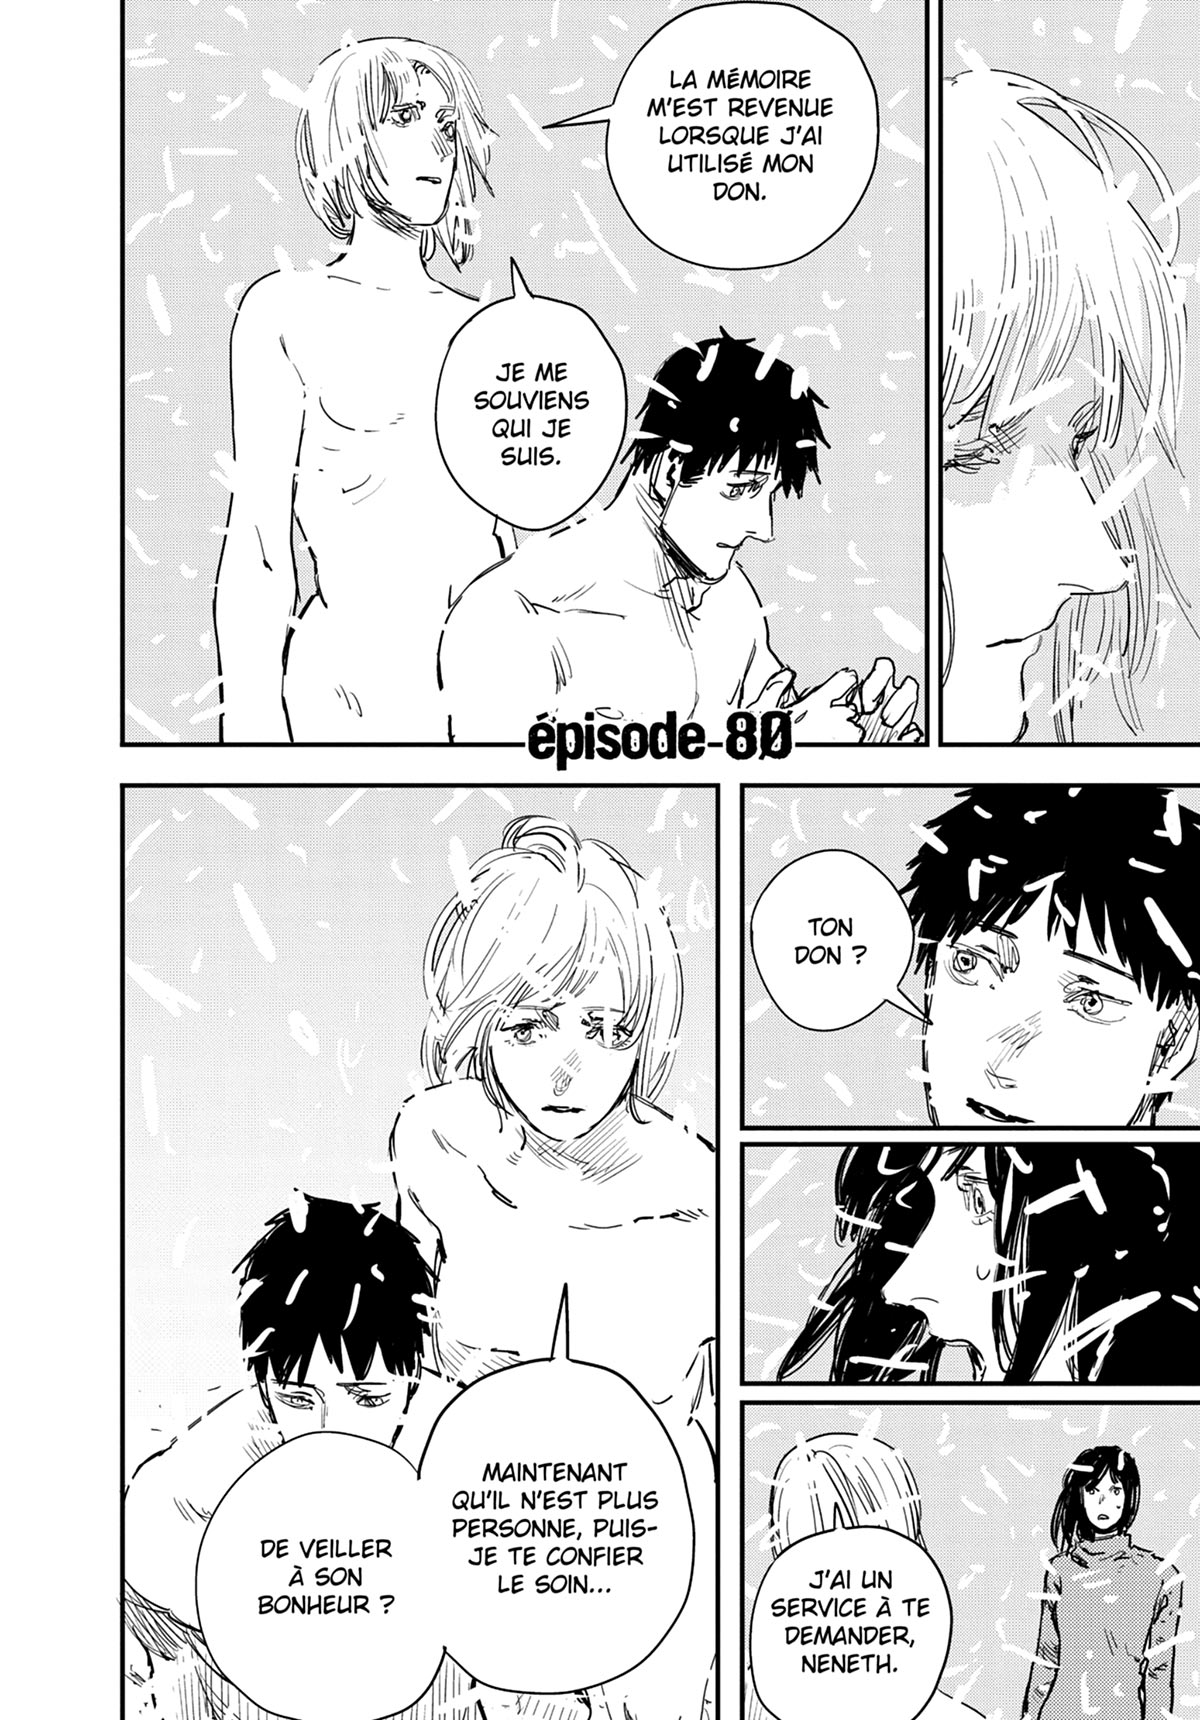 LA MÉMOIRE
M'EST REVENUE
LORSQUE J'AI
UTILISÉ MON
DON.
JE ME
SOUVIENS
QUI JE
SUIS.
épisode 80
TON
DON ?
J'AI UN
SERVICE À TE
DEMANDER,
NENETH.
MAINTENANT
QU'IL N'EST PLUS
PERSONNE, PUIS-
JE TE CONFIER
LE SOIN...
DE VEILLER
À SON
BONHEUR ?